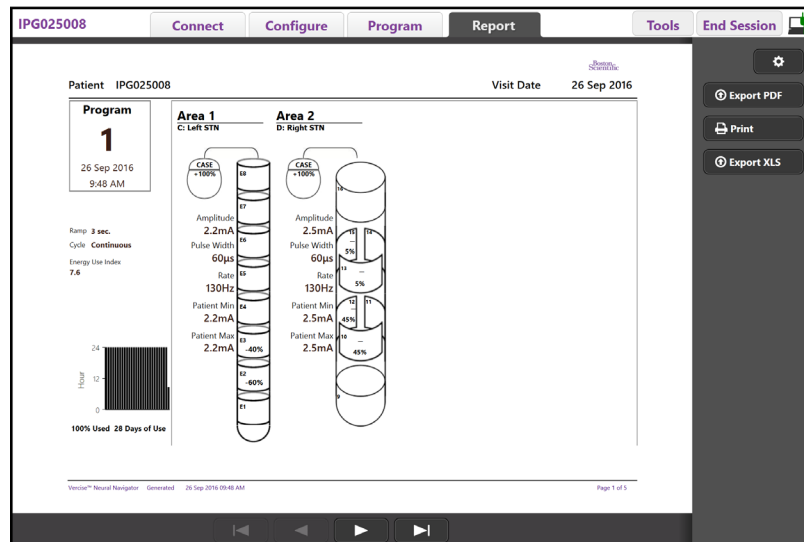 IPG025008 Connect Configure Program Report Tools End Session
Boston
Scientific
Patient IPG025008 Visit Date 26 Sep 2016
Export PDF
Print
Export XLS
Program
1
26 Sep 2016
9:48 AM
Ramp 3 sec.
Cycle Continuous
Energy Use Index
7.6
24
12
0
Hour
100% Used 28 Days of Use
Area 1
C: Left STN
CASE
+100%
Amplitude
2.2mA
Pulse Width
60µs
Rate
130Hz
Patient Min
2.2mA
Patient Max
2.2mA
E8
E7
E6
E5
E4
E3
-40%
E2
-60%
E1
Area 2
D: Right STN
CASE
+100%
Amplitude
2.5mA
Pulse Width
60µs
Rate
130Hz
Patient Min
2.5mA
Patient Max
2.5mA
16
15 14
–
5%
13
–
5%
12 11
–
45%
10
–
45%
9
Vercise™ Neural Navigator Generated 26 Sep 2016 09:48 AM Page 1 of 5